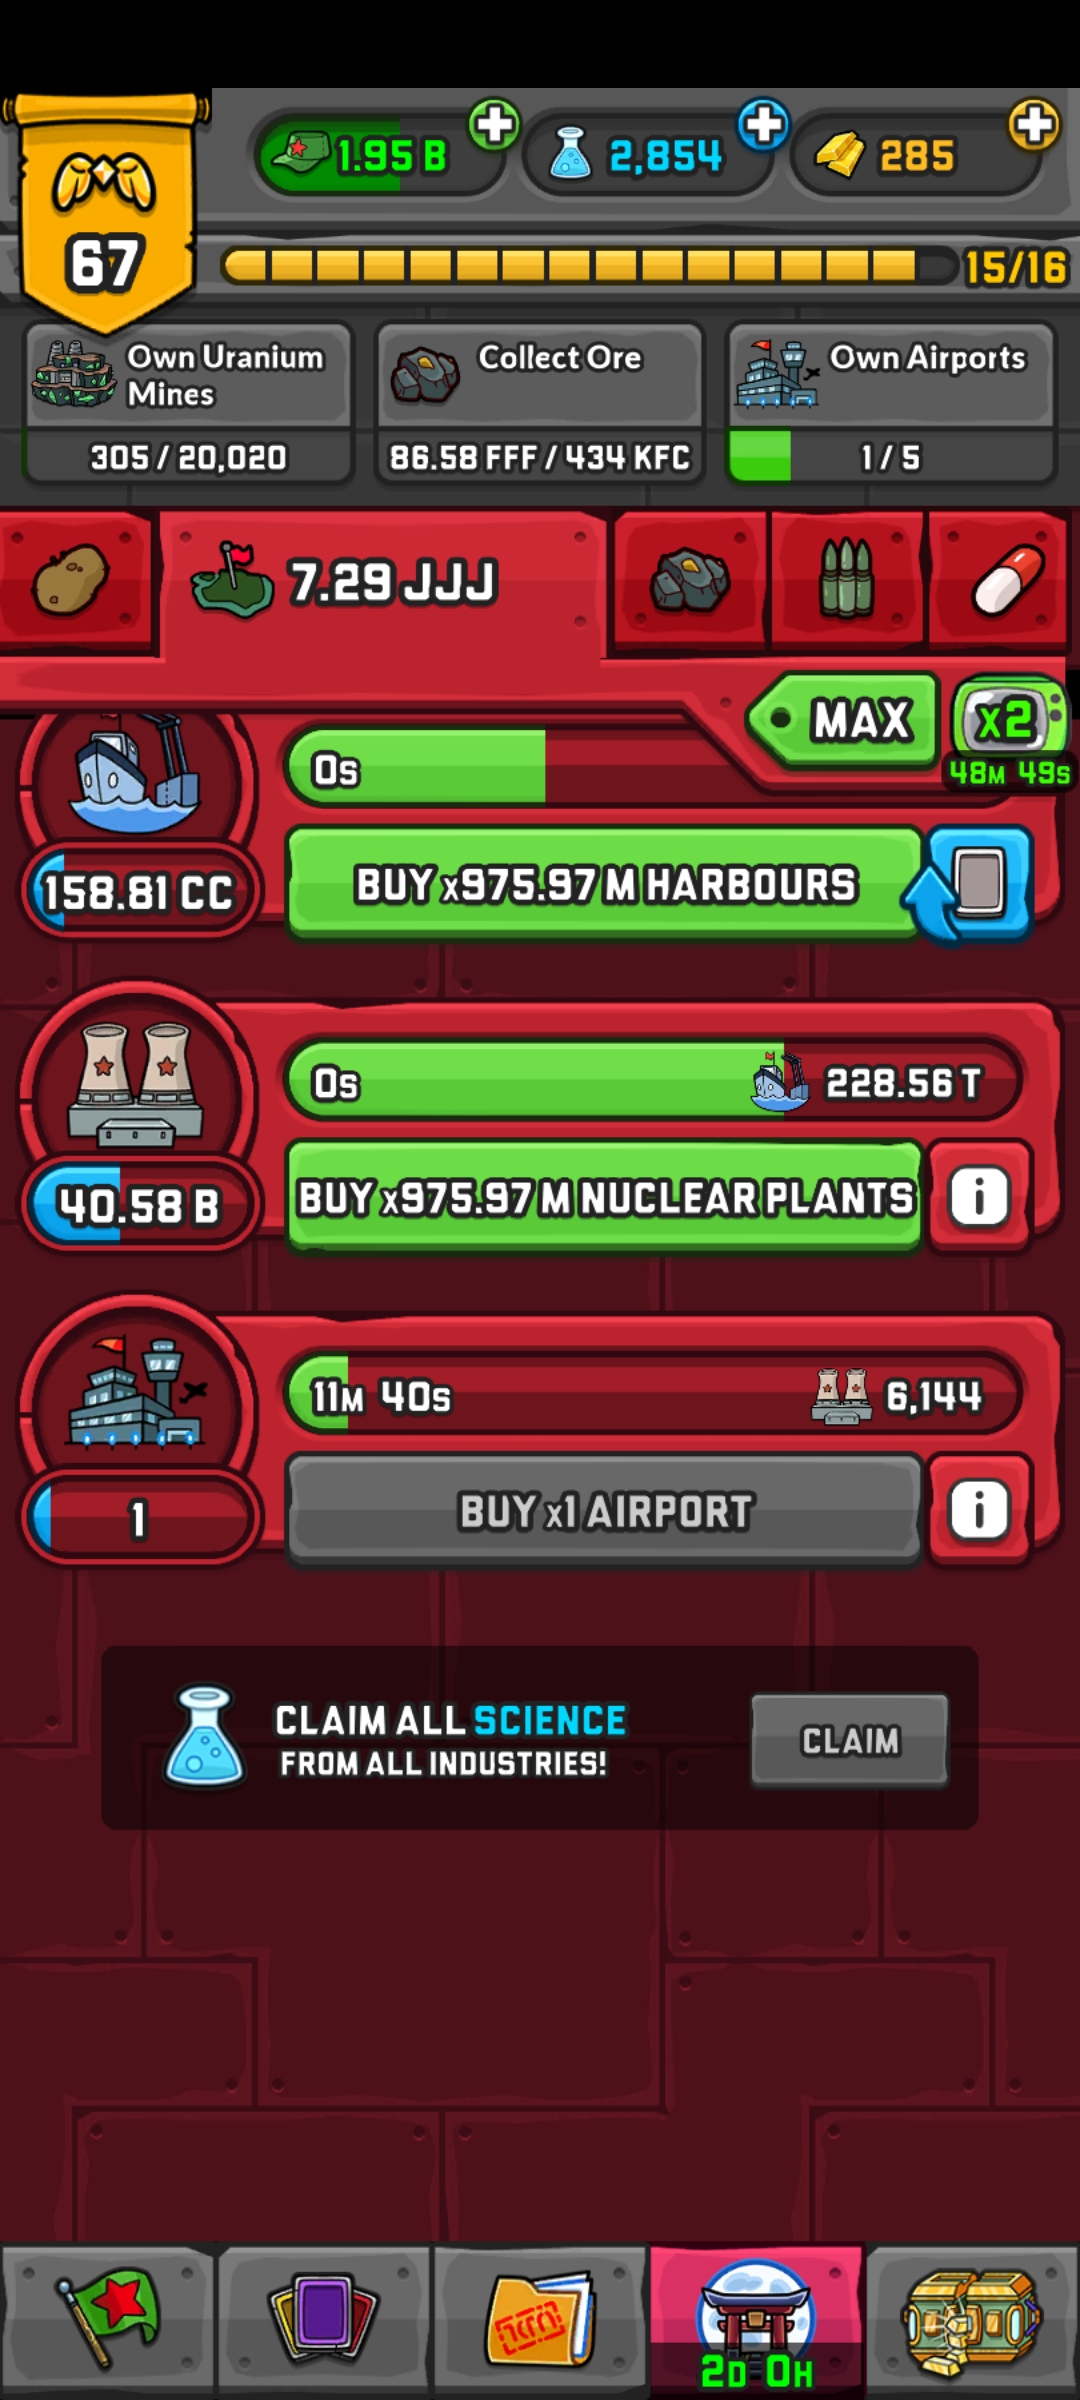 1.95 B
2,854
285
67
15/16
Own Uranium
Mines
Collect Ore
Own Airports
305 / 20,020
86.58 FFF / 434 KFC
1 / 5
7.29 JJJ
MAX
x2
48M 49S
0s
158.81 CC
BUY x975.97 M HARBOURS
0s
228.56 T
40.58 B
BUY x975.97 M NUCLEAR PLANTS
i
11M 40s
6,144
1
BUY x1 AIRPORT
i
CLAIM ALL SCIENCE
FROM ALL INDUSTRIES!
CLAIM
2D 0H